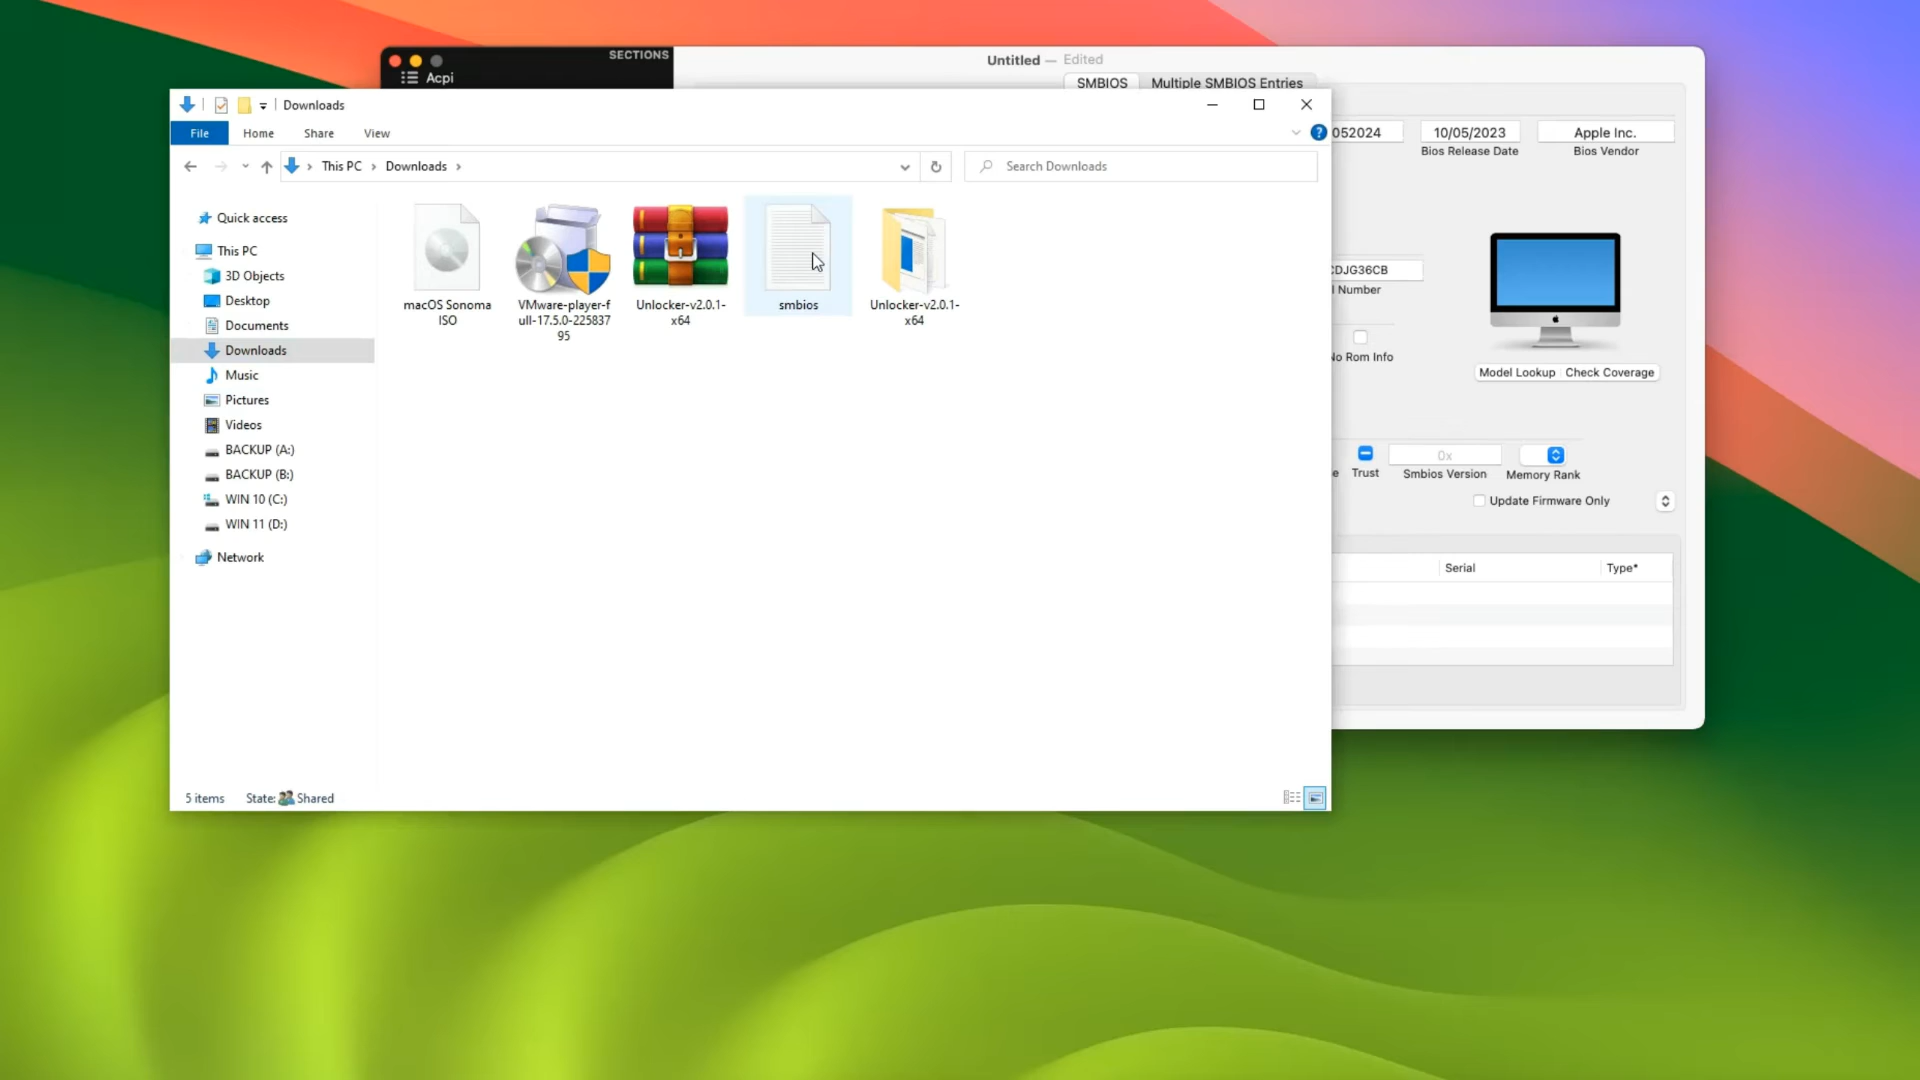 SECTIONS
Acpi
Untitled — Edited
SMBIOS
Multiple SMBIOS Entries
Downloads
File
Home
Share
View
052024
10/05/2023
Apple Inc.
Bios Release Date
Bios Vendor
This PC
Downloads
Search Downloads
Quick access
This PC
3D Objects
Desktop
Documents
Downloads
Music
Pictures
Videos
BACKUP (A:)
BACKUP (B:)
WIN 10 (C:)
WIN 11 (D:)
Network
macOS Sonoma
ISO
VMware-player-f
ull-17.5.0-225837
95
Unlocker-v2.0.1-
x64
smbios
Unlocker-v2.0.1-
x64
CDJG36CB
l Number
No Rom Info
Model Lookup
Check Coverage
e
Trust
0x
Smbios Version
Memory Rank
Update Firmware Only
Serial
Type*
5 items
State:
Shared